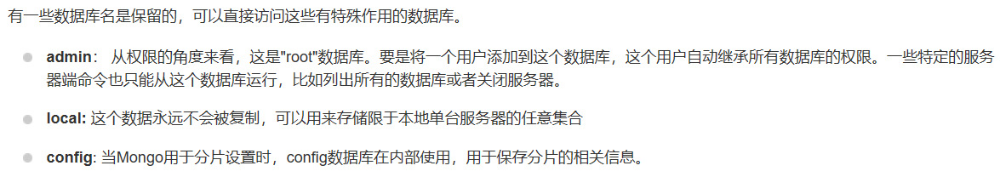 有一些数据库名是保留的，可以直接访问这些有特殊作用的数据库。
admin： 从权限的角度来看，这是"root"数据库。要是将一个用户添加到这个数据库，这个用户自动继承所有数据库的权限。一些特定的服务
器端命令也只能从这个数据库运行，比如列出所有的数据库或者关闭服务器。
local: 这个数据永远不会被复制，可以用来存储限于本地单台服务器的任意集合
config: 当Mongo用于分片设置时，config数据库在内部使用，用于保存分片的相关信息。